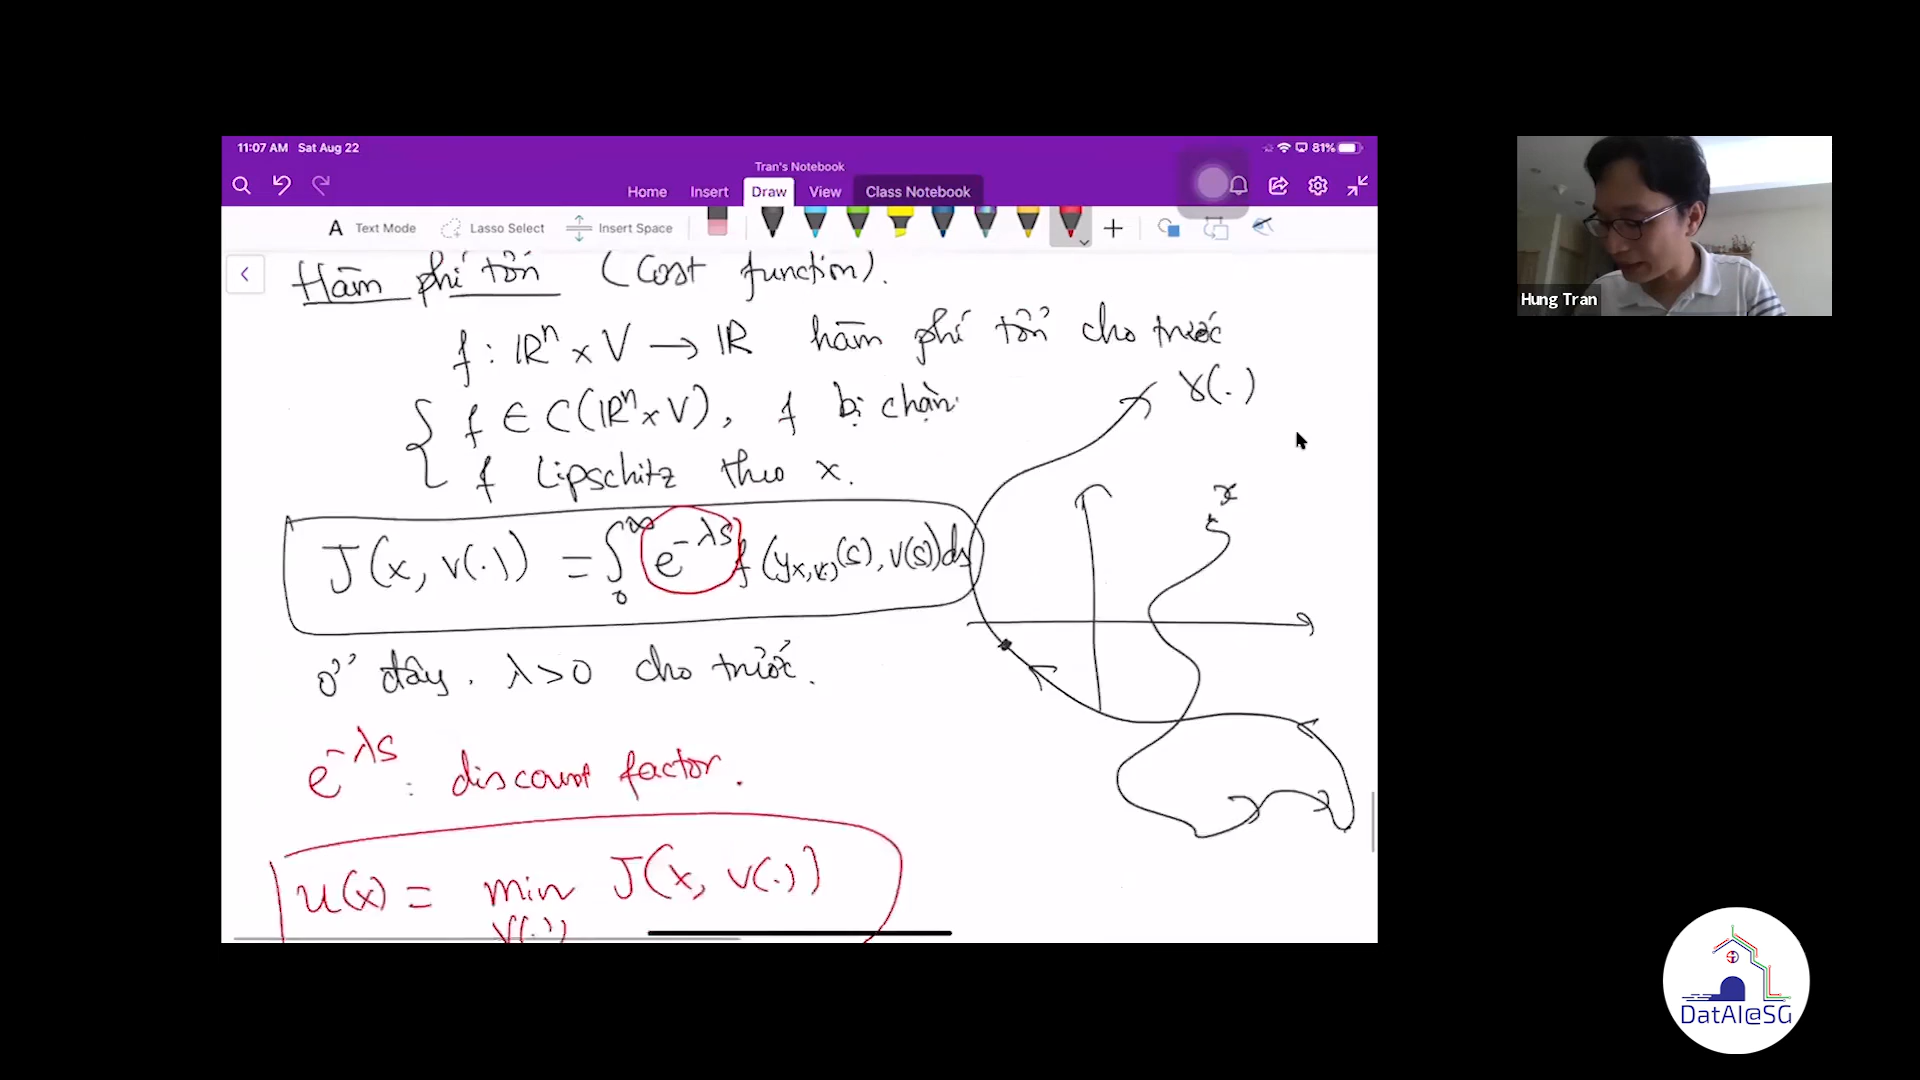 11:07 AM Sat Aug 22
81%
Tran's Notebook
Home Insert Draw View Class Notebook
A Text Mode Lasso Select Insert Space
Hung Tran
Hàm phí tổn (Cost function).
f : ℝⁿ × V → ℝ hàm phí tổn cho trước
{ f ∈ C(ℝⁿ × V), f bị chặn.
f Lipschitz theo x.
γ(.)
x
J(x, v(.)) = ∫₀^∞ e^{-λs} f(y_{x,v(.)}(s), v(s)) ds
ở đây. λ > 0 cho trước.
e^{-λs} : discount factor.
u(x) = min J(x, v(.))
v(.)
DatAI@SG